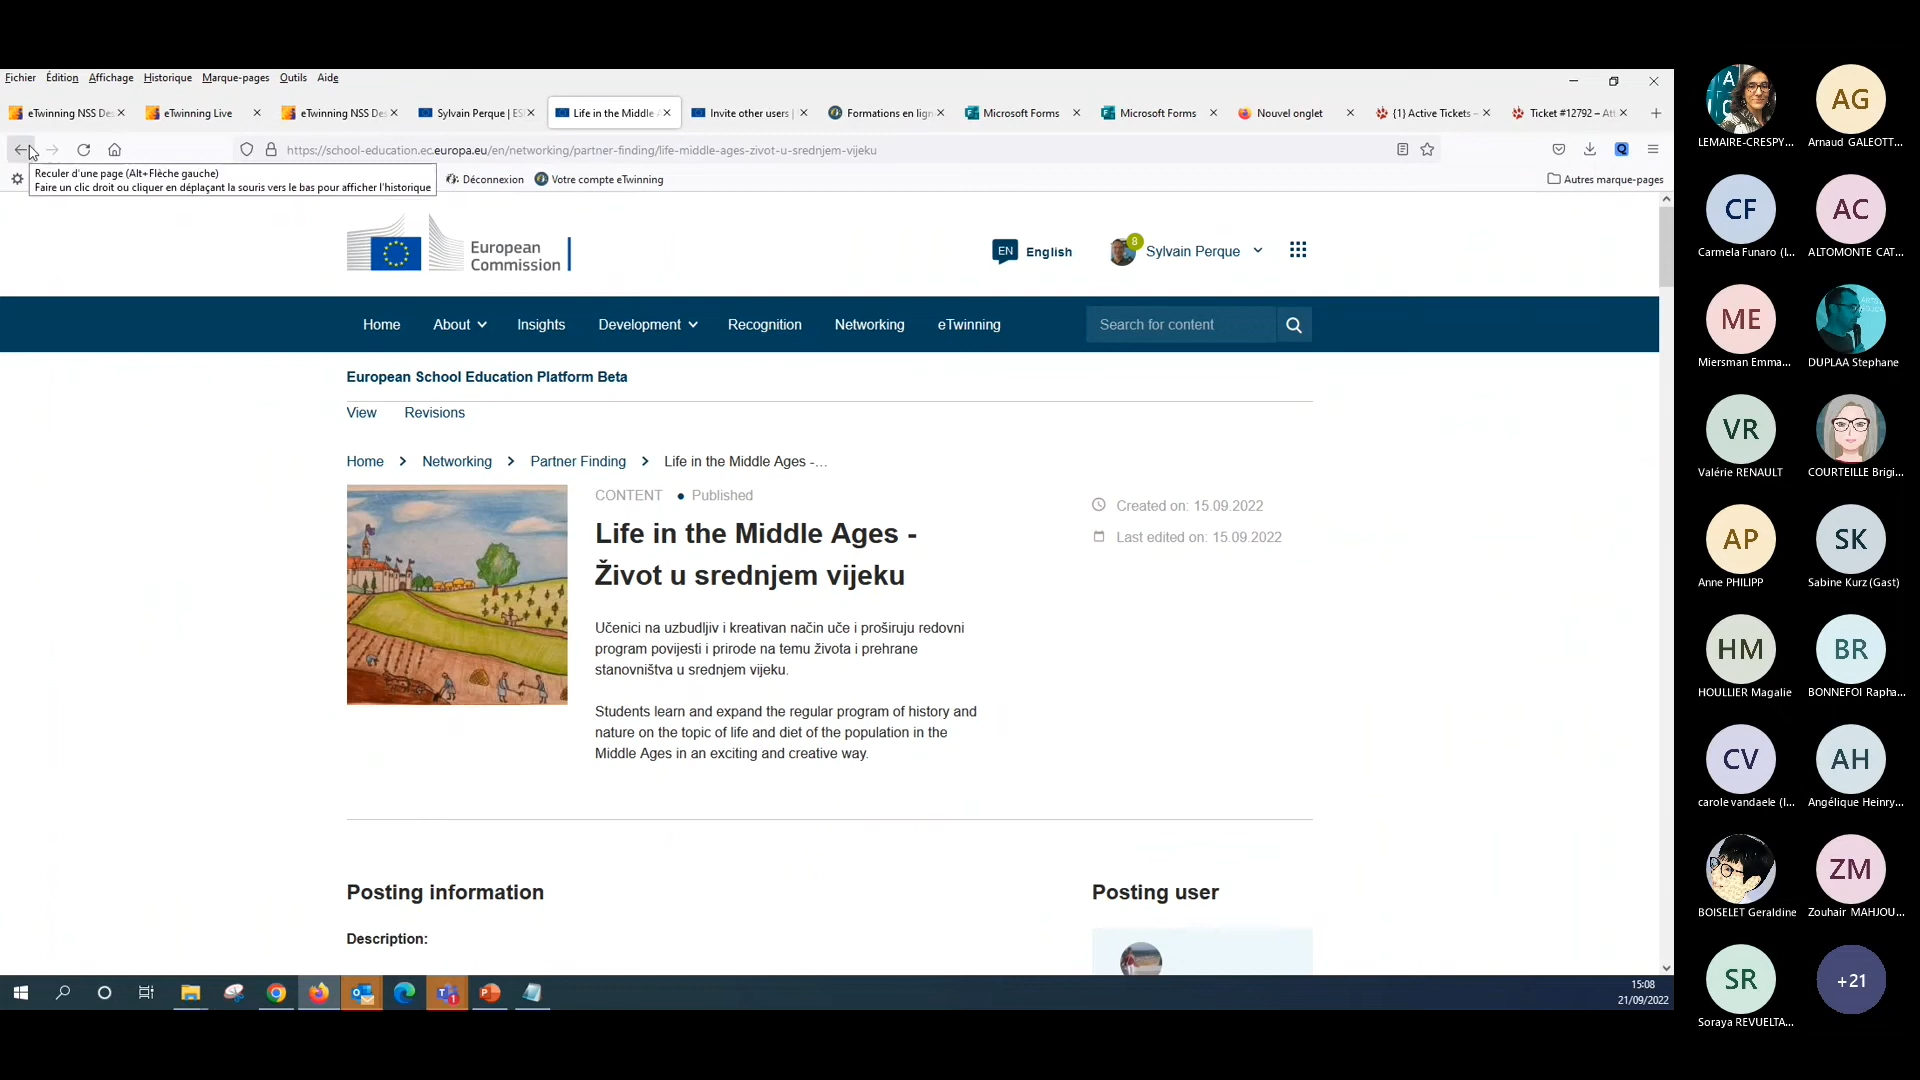 Fichier Édition Affichage Historique Marque-pages Outils Aide
eTwinning NSS De
eTwinning Live
eTwinning NSS De
Sylvain Perque | ES
Life in the Middle A
Invite other users |
Formations en lign
Microsoft Forms
Microsoft Forms
Nouvel onglet
{1} Active Tickets -
Ticket #12792 – At
https://school-education.ec.europa.eu/en/networking/partner-finding/life-middle-ages-zivot-u-srednjem-vijeku
Reculer d'une page (Alt+Flèche gauche)
Faire un clic droit ou cliquer en déplaçant la souris vers le bas pour afficher l'historique
Déconnexion
Votre compte eTwinning
Autres marque-pages
European
Commission
EN English
8
Sylvain Perque
Home About Insights Development Recognition Networking eTwinning
Search for content
European School Education Platform Beta
View Revisions
Home Networking Partner Finding Life in the Middle Ages -...
CONTENT • Published
Life in the Middle Ages -
Život u srednjem vijeku
Created on: 15.09.2022
Last edited on: 15.09.2022
Učenici na uzbudljiv i kreativan način uče i proširuju redovni
program povijesti i prirode na temu života i prehrane
stanovništva u srednjem vijeku.
Students learn and expand the regular program of history and
nature on the topic of life and diet of the population in the
Middle Ages in an exciting and creative way.
Posting information
Posting user
Description:
15:08
21/09/2022
LEMAIRE-CRESPY...
AG
Arnaud GALEOTT...
CF
Carmela Funaro (I...
AC
ALTOMONTE CAT...
ME
Miersman Emma...
DUPLAA Stephane
VR
Valérie RENAULT
COURTEILLE Brigi...
AP
Anne PHILIPP
SK
Sabine Kurz (Gast)
HM
HOULLIER Magalie
BR
BONNEFOI Rapha...
CV
carole vandaele (I...
AH
Angélique Heinry...
BOISELET Geraldine
ZM
Zouhair MAHJOU...
SR
Soraya REVUELTA...
+21